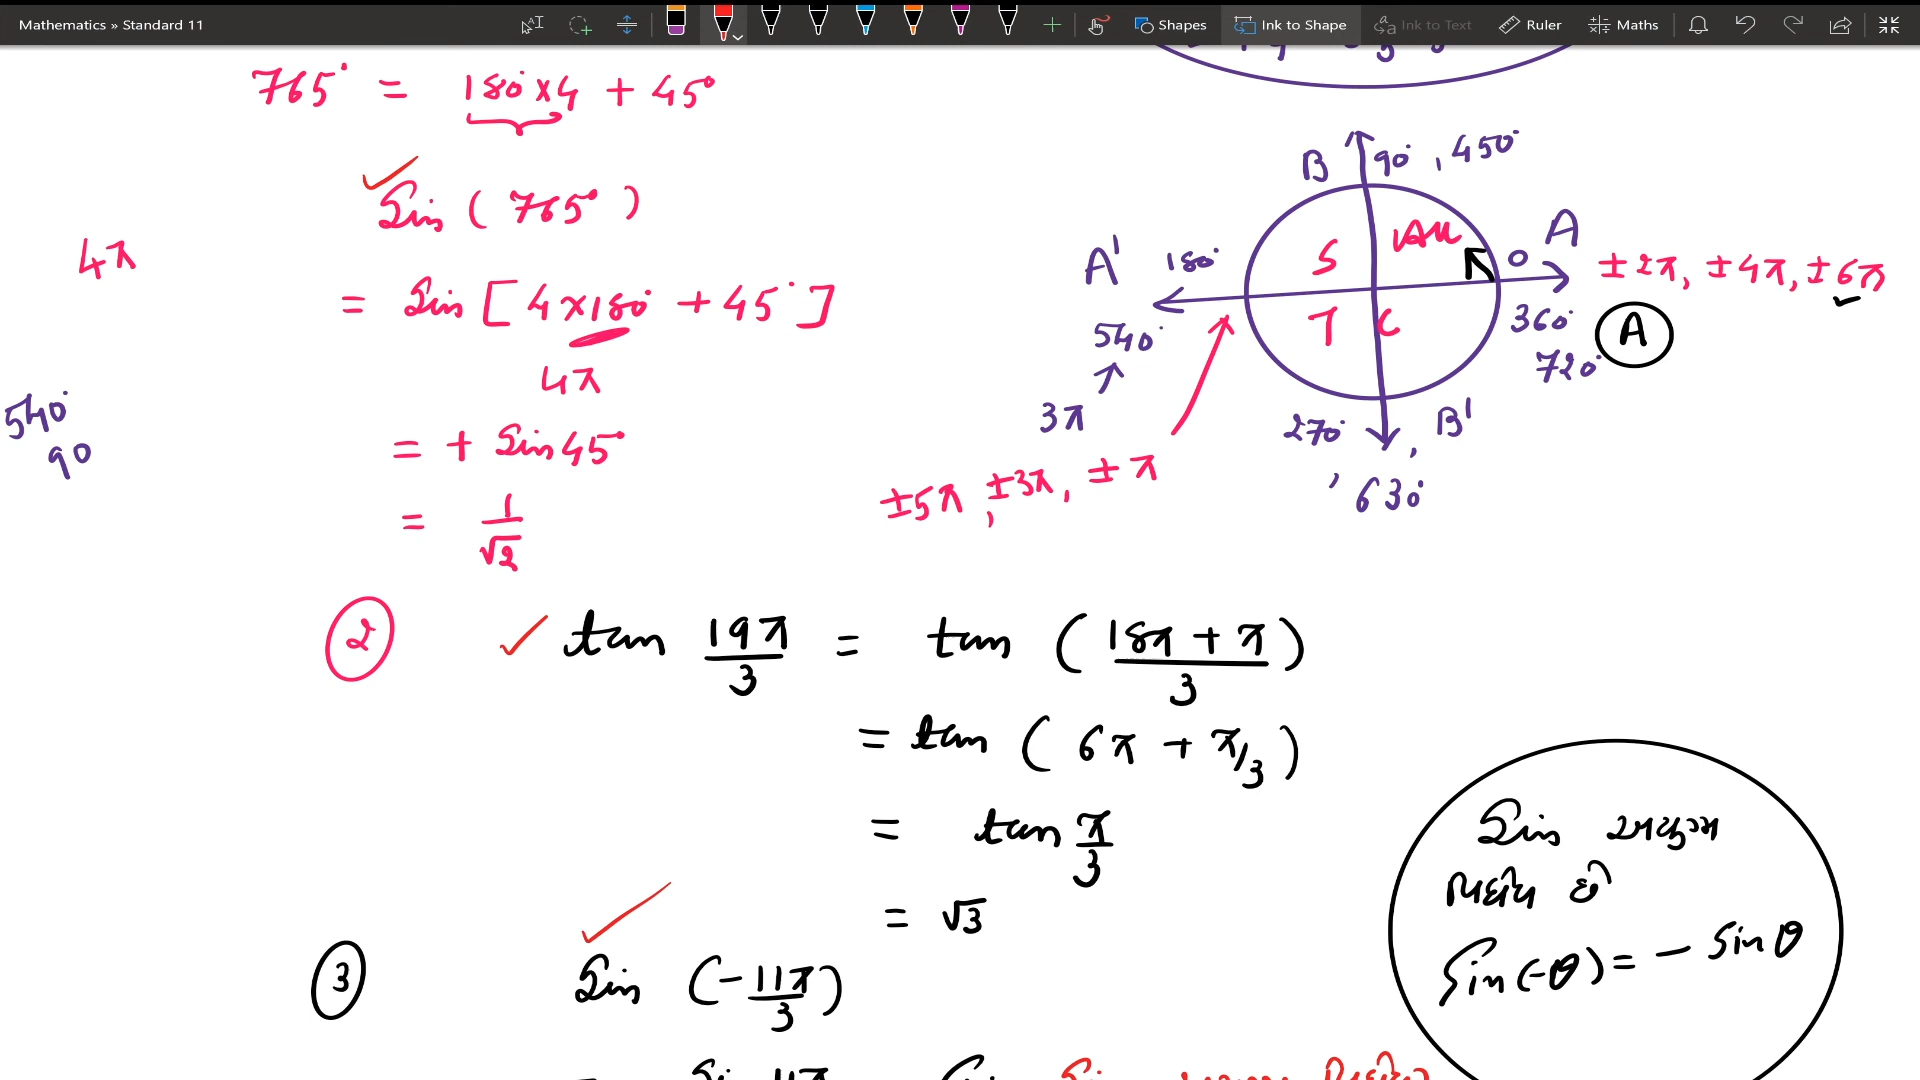 Mathematics » Standard 11
Shapes Ink to Shape Ink to Text Ruler Maths
765° = 180° × 4 + 45°
Sin ( 765° )
4π
= Sin [ 4 × 180° + 45° ]
4π
540°
90
= + Sin 45°
= 1/√2
B 90°, 450°
A' 180°
S All
0 A
± 2π, ± 4π, ± 6π
T C
360° A
720°
540°
3π
270° B'
, 630°
±5π, ±3π, ± π
2 tan 19π/3 = tan ( (18π + π)/3 )
= tan ( 6π + π/3 )
= tan π/3
= √3
3 Sin (-11π/3)
Sin
છે
Sin(-θ) = - Sin θ